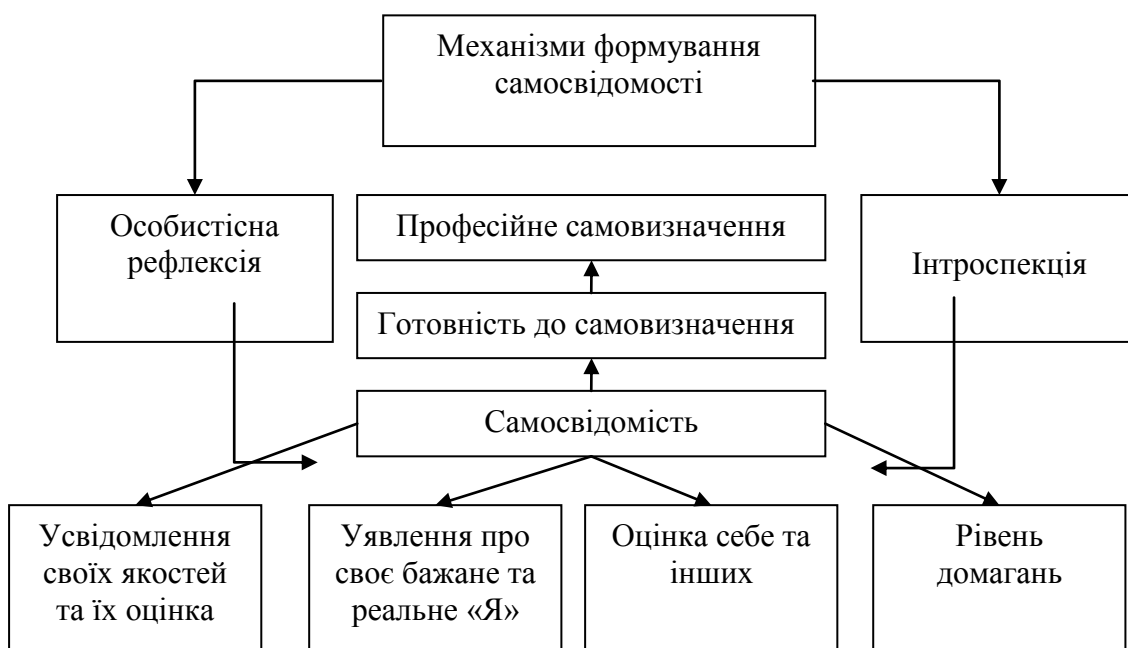 Механізми формування
самосвідомості
Особистісна
рефлексія
Професійне самовизначення
Інтроспекція
Готовність до самовизначення
Самосвідомість
Усвідомлення
своїх якостей
та їх оцінка
Уявлення про
своє бажане та
реальне «Я»
Оцінка себе та
інших
Рівень
домагань